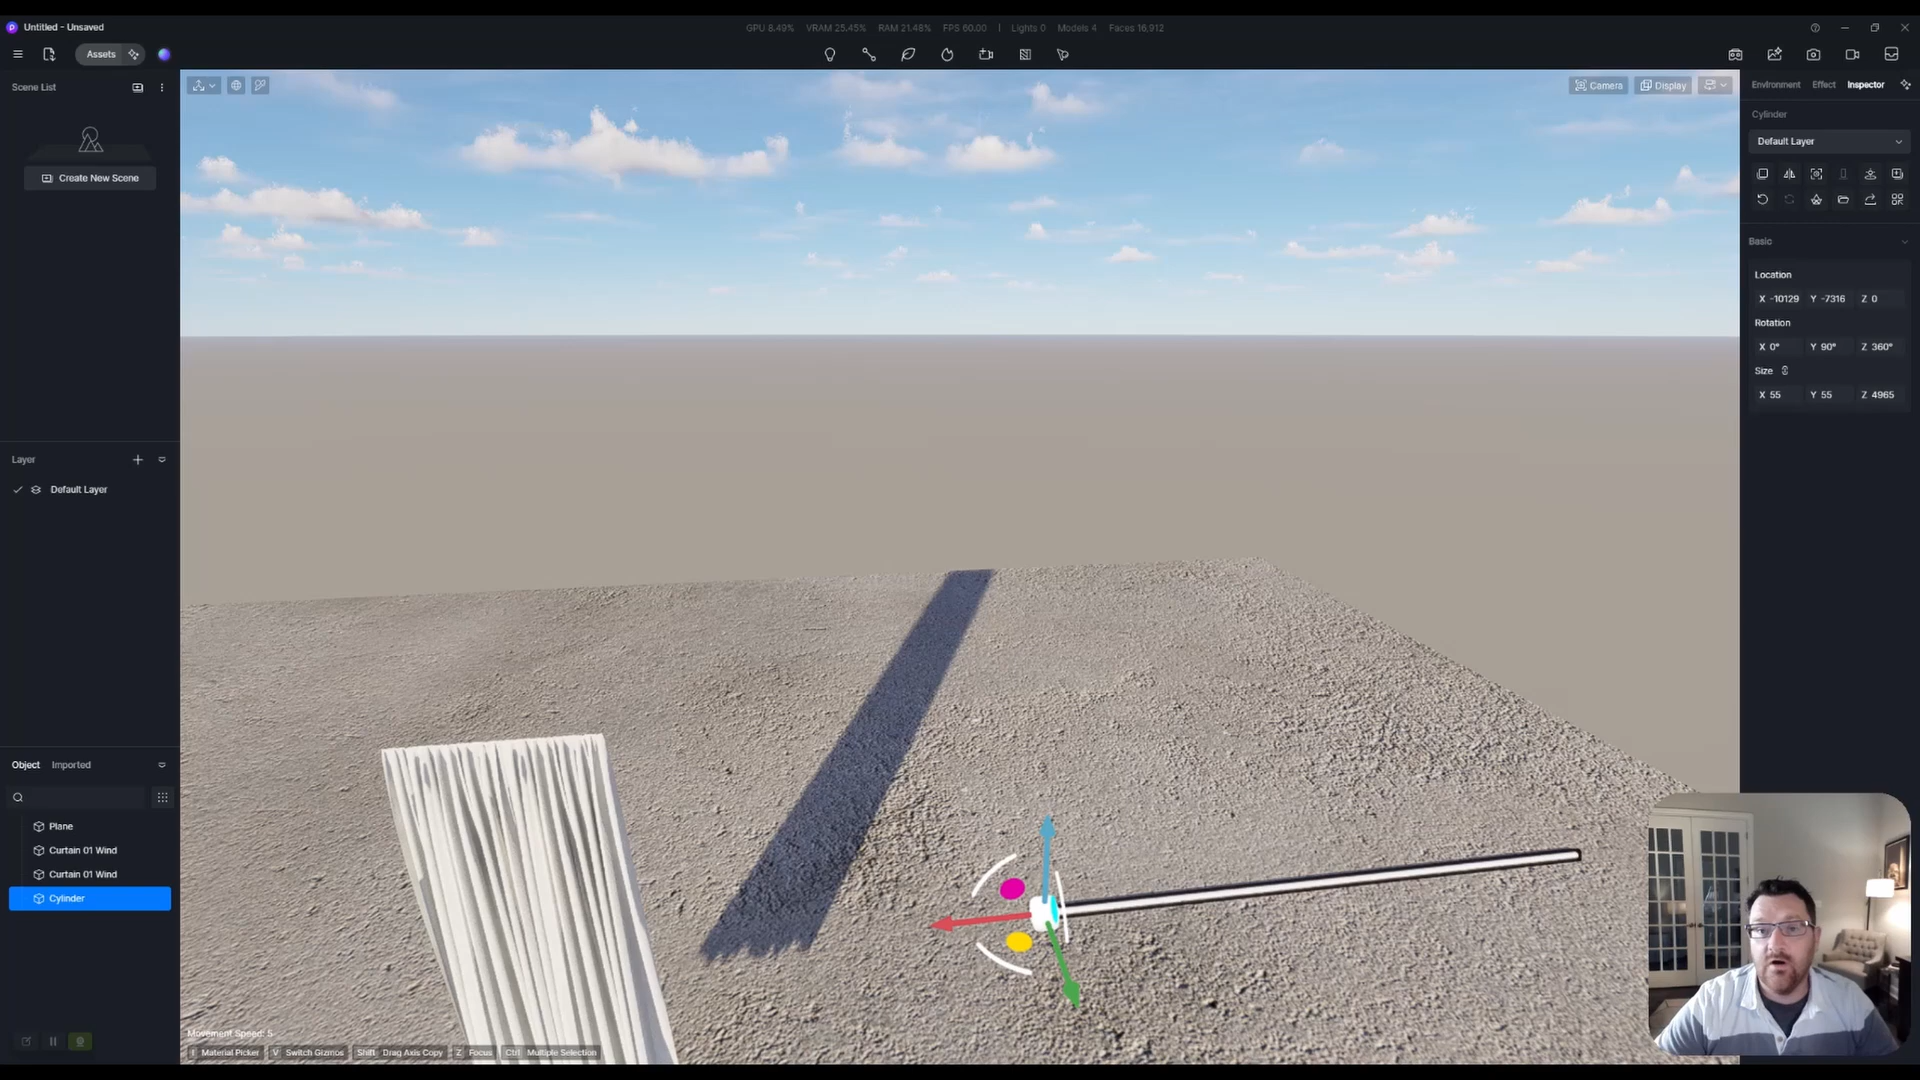 Untitled - Unsaved
GPU 8.49% VRAM 25.45% RAM 21.48% FPS 60.00 | Lights 0 Models 4 Faces 16,912
Assets
Scene List
Camera
Display
Environment
Effect
Inspector
Cylinder
Default Layer
Create New Scene
Basic
Location
X -10129 Y -7316 Z 0
Rotation
X 0° Y 90° Z 360°
Size
X 55 Y 55 Z 4965
Layer
Default Layer
Object Imported
Plane
Curtain 01 Wind
Curtain 01 Wind
Cylinder
Movement Speed: 5
I Material Picker V Switch Gizmos Shift Drag Axis Copy Z Focus Ctrl Multiple Selection